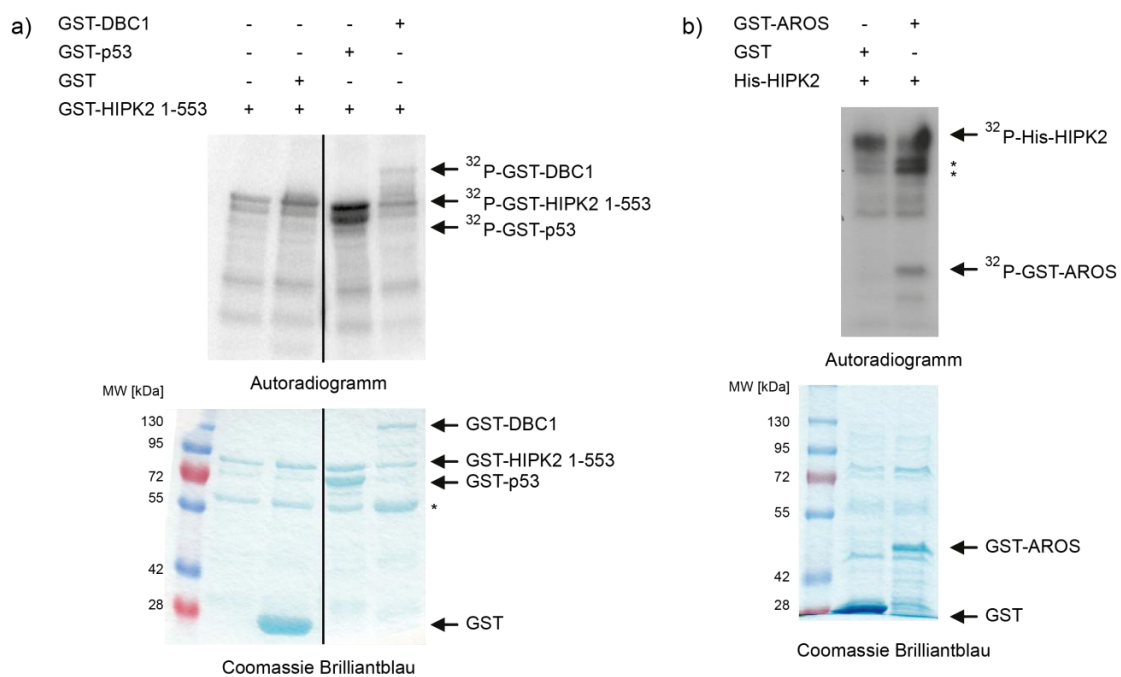 a)
GST-DBC1 - - - +
GST-p53 - - + -
GST - + - -
GST-HIPK2 1-553 + + + +
32P-GST-DBC1
32P-GST-HIPK2 1-553
32P-GST-p53
Autoradiogramm
MW [kDa]
130
95
72
55
42
28
GST-DBC1
GST-HIPK2 1-553
GST-p53
*
GST
Coomassie Brilliantblau
b)
GST-AROS - +
GST + -
His-HIPK2 + +
32P-His-HIPK2
*
*
32P-GST-AROS
Autoradiogramm
MW [kDa]
130
95
72
55
42
28
GST-AROS
GST
Coomassie Brilliantblau